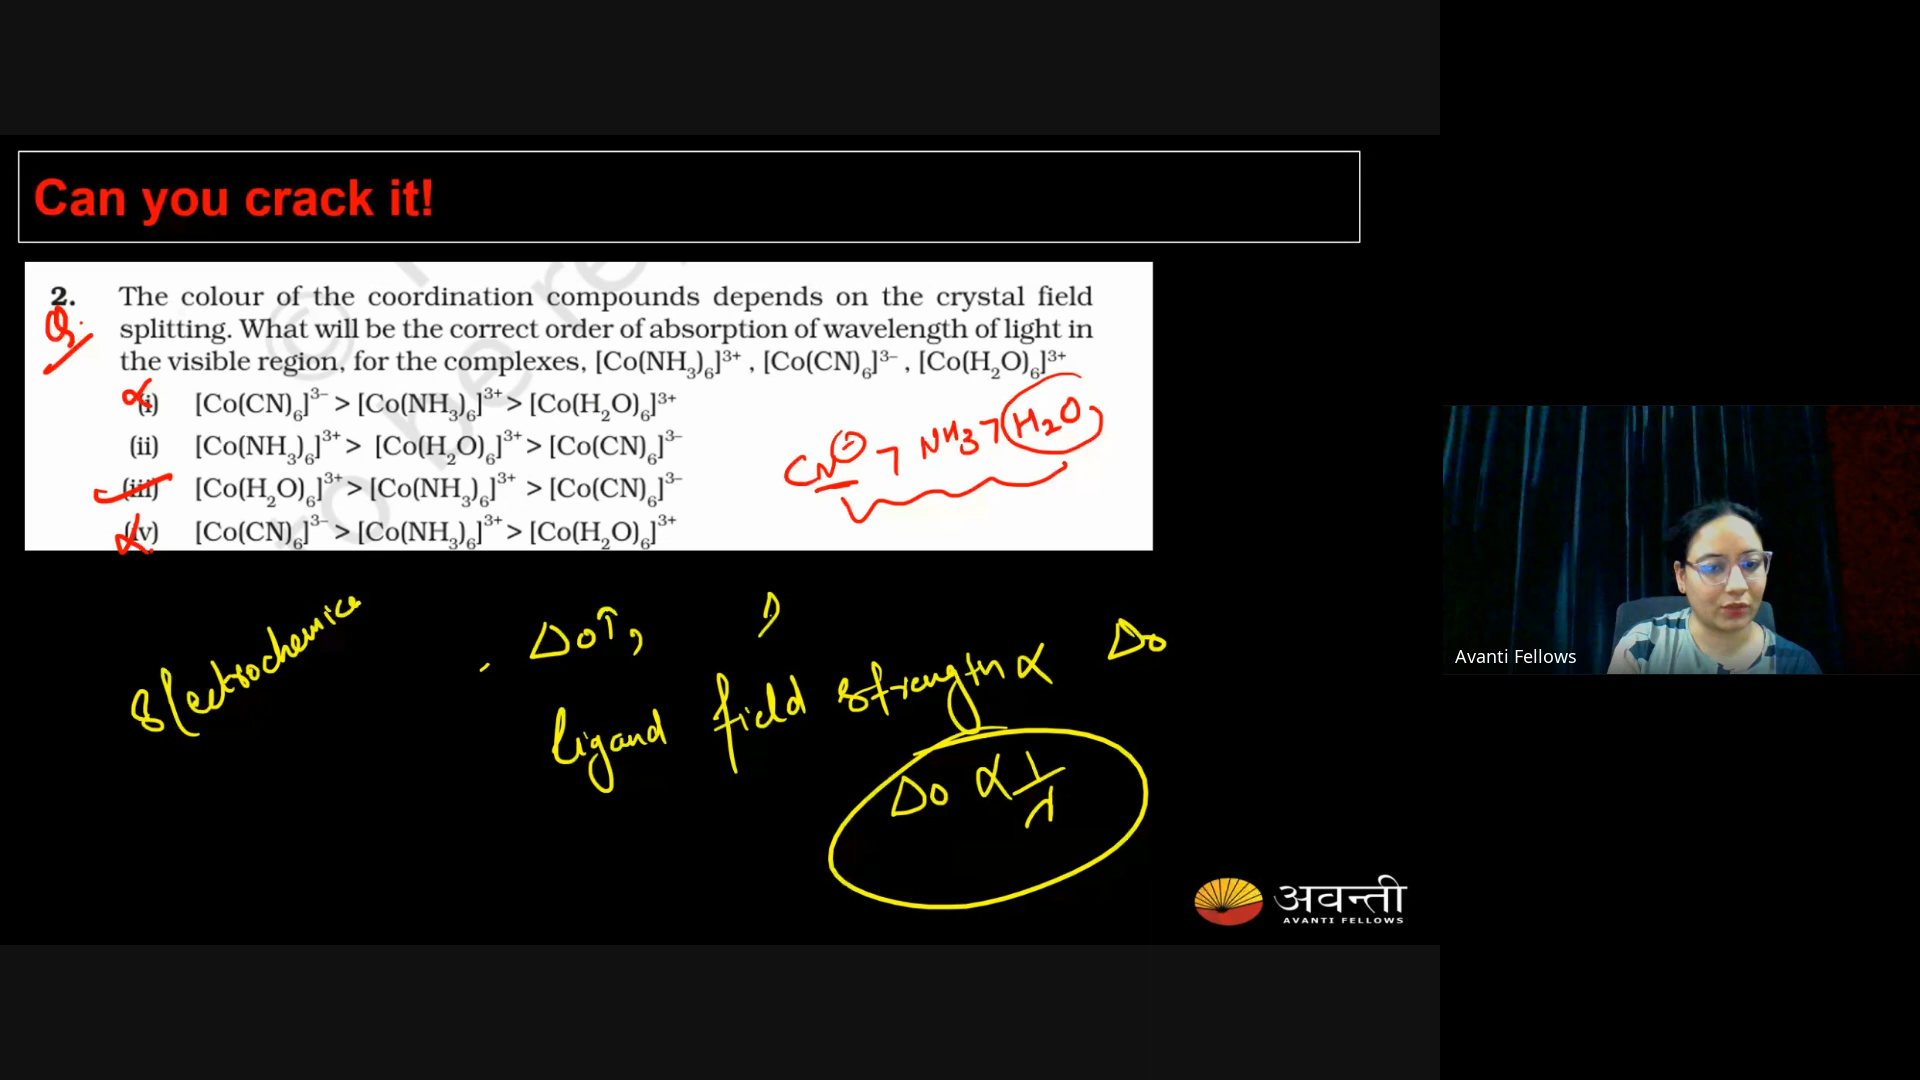 Can you crack it!
2. The colour of the coordination compounds depends on the crystal field
splitting. What will be the correct order of absorption of wavelength of light in
the visible region, for the complexes, [Co(NH₃)₆]³⁺ , [Co(CN)₆]³⁻ , [Co(H₂O)₆]³⁺
Q.
(i) [Co(CN)₆]³⁻ > [Co(NH₃)₆]³⁺ > [Co(H₂O)₆]³⁺
(ii) [Co(NH₃)₆]³⁺ > [Co(H₂O)₆]³⁺ > [Co(CN)₆]³⁻
(iii) [Co(H₂O)₆]³⁺ > [Co(NH₃)₆]³⁺ > [Co(CN)₆]³⁻
(iv) [Co(CN)₆]³⁻ > [Co(NH₃)₆]³⁺ > [Co(H₂O)₆]³⁺
CN⊖ > NH3 > H2O
Electrochemica
Δo↑,
ligand field strength ∝ Δo
Δo ∝ 1/λ
Avanti Fellows
अवन्ती
AVANTI FELLOWS